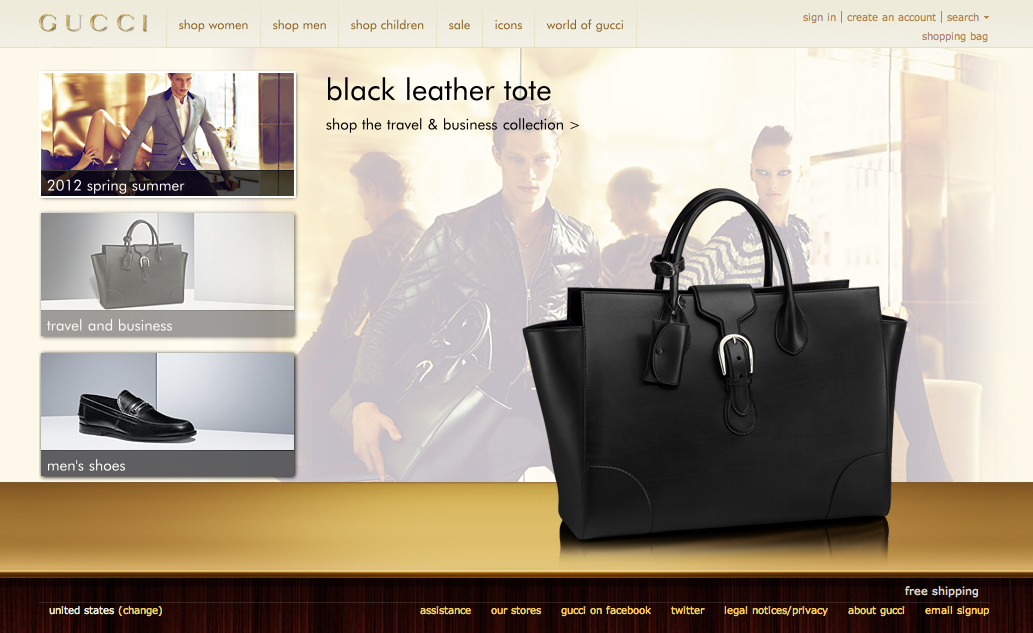 GUCCI
shop women
shop men
shop children
sale
icons
world of gucci
sign in | create an account | search
shopping bag
black leather tote
shop the travel & business collection >
2012 spring summer
travel and business
men's shoes
free shipping
united states (change)
assistance
our stores
gucci on facebook
twitter
legal notices/privacy
about gucci
email signup